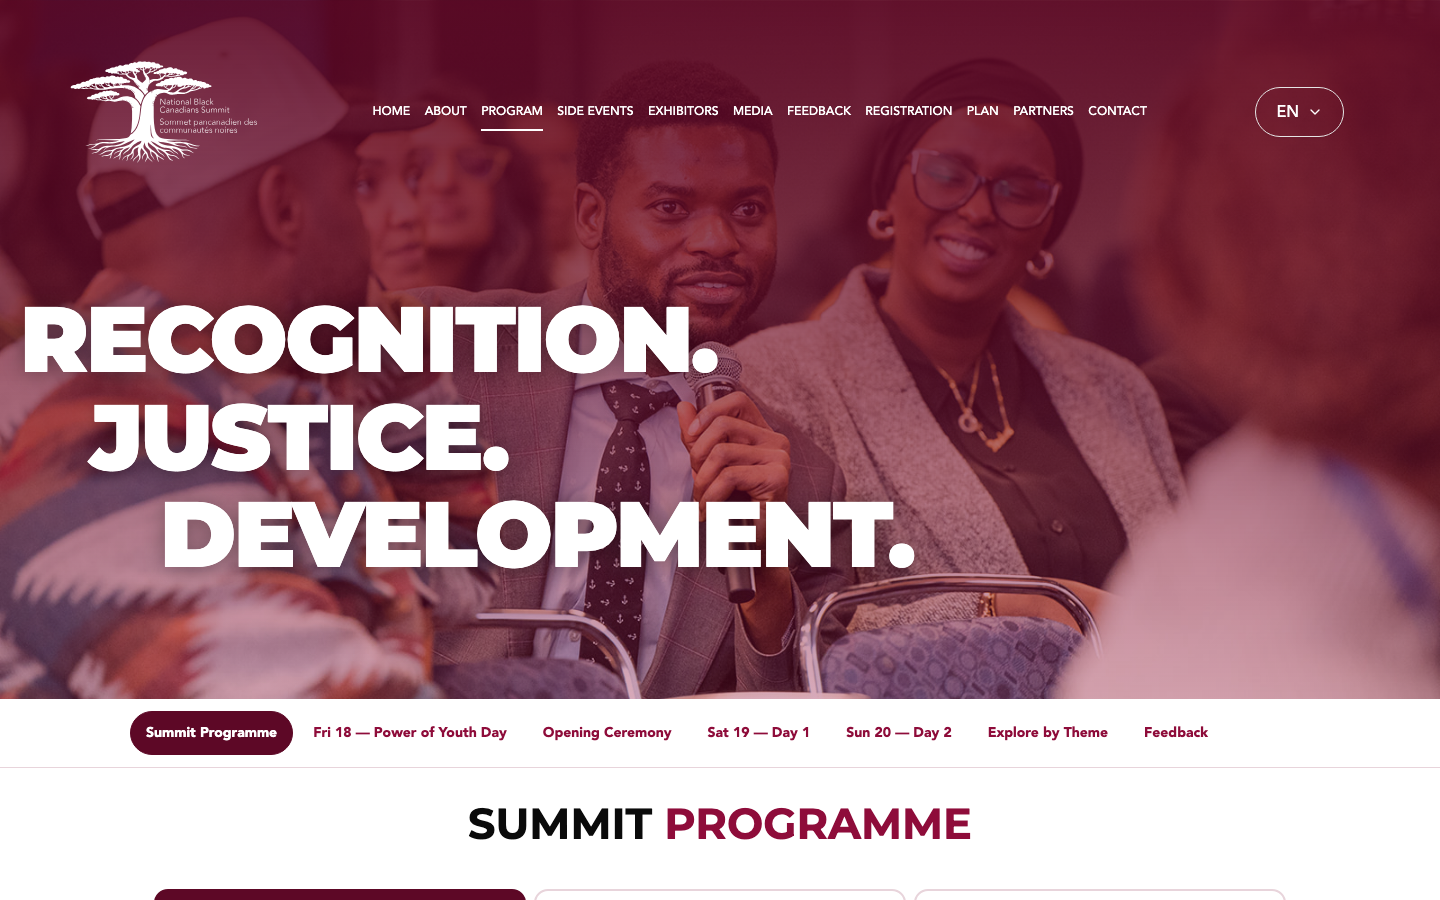 National Black
Canadians Summit
Sommet pancanadien des
communautés noires
HOME ABOUT PROGRAM SIDE EVENTS EXHIBITORS MEDIA FEEDBACK REGISTRATION PLAN PARTNERS CONTACT
EN
RECOGNITION.
JUSTICE.
DEVELOPMENT.
Summit Programme Fri 18 — Power of Youth Day Opening Ceremony Sat 19 — Day 1 Sun 20 — Day 2 Explore by Theme Feedback
SUMMIT PROGRAMME